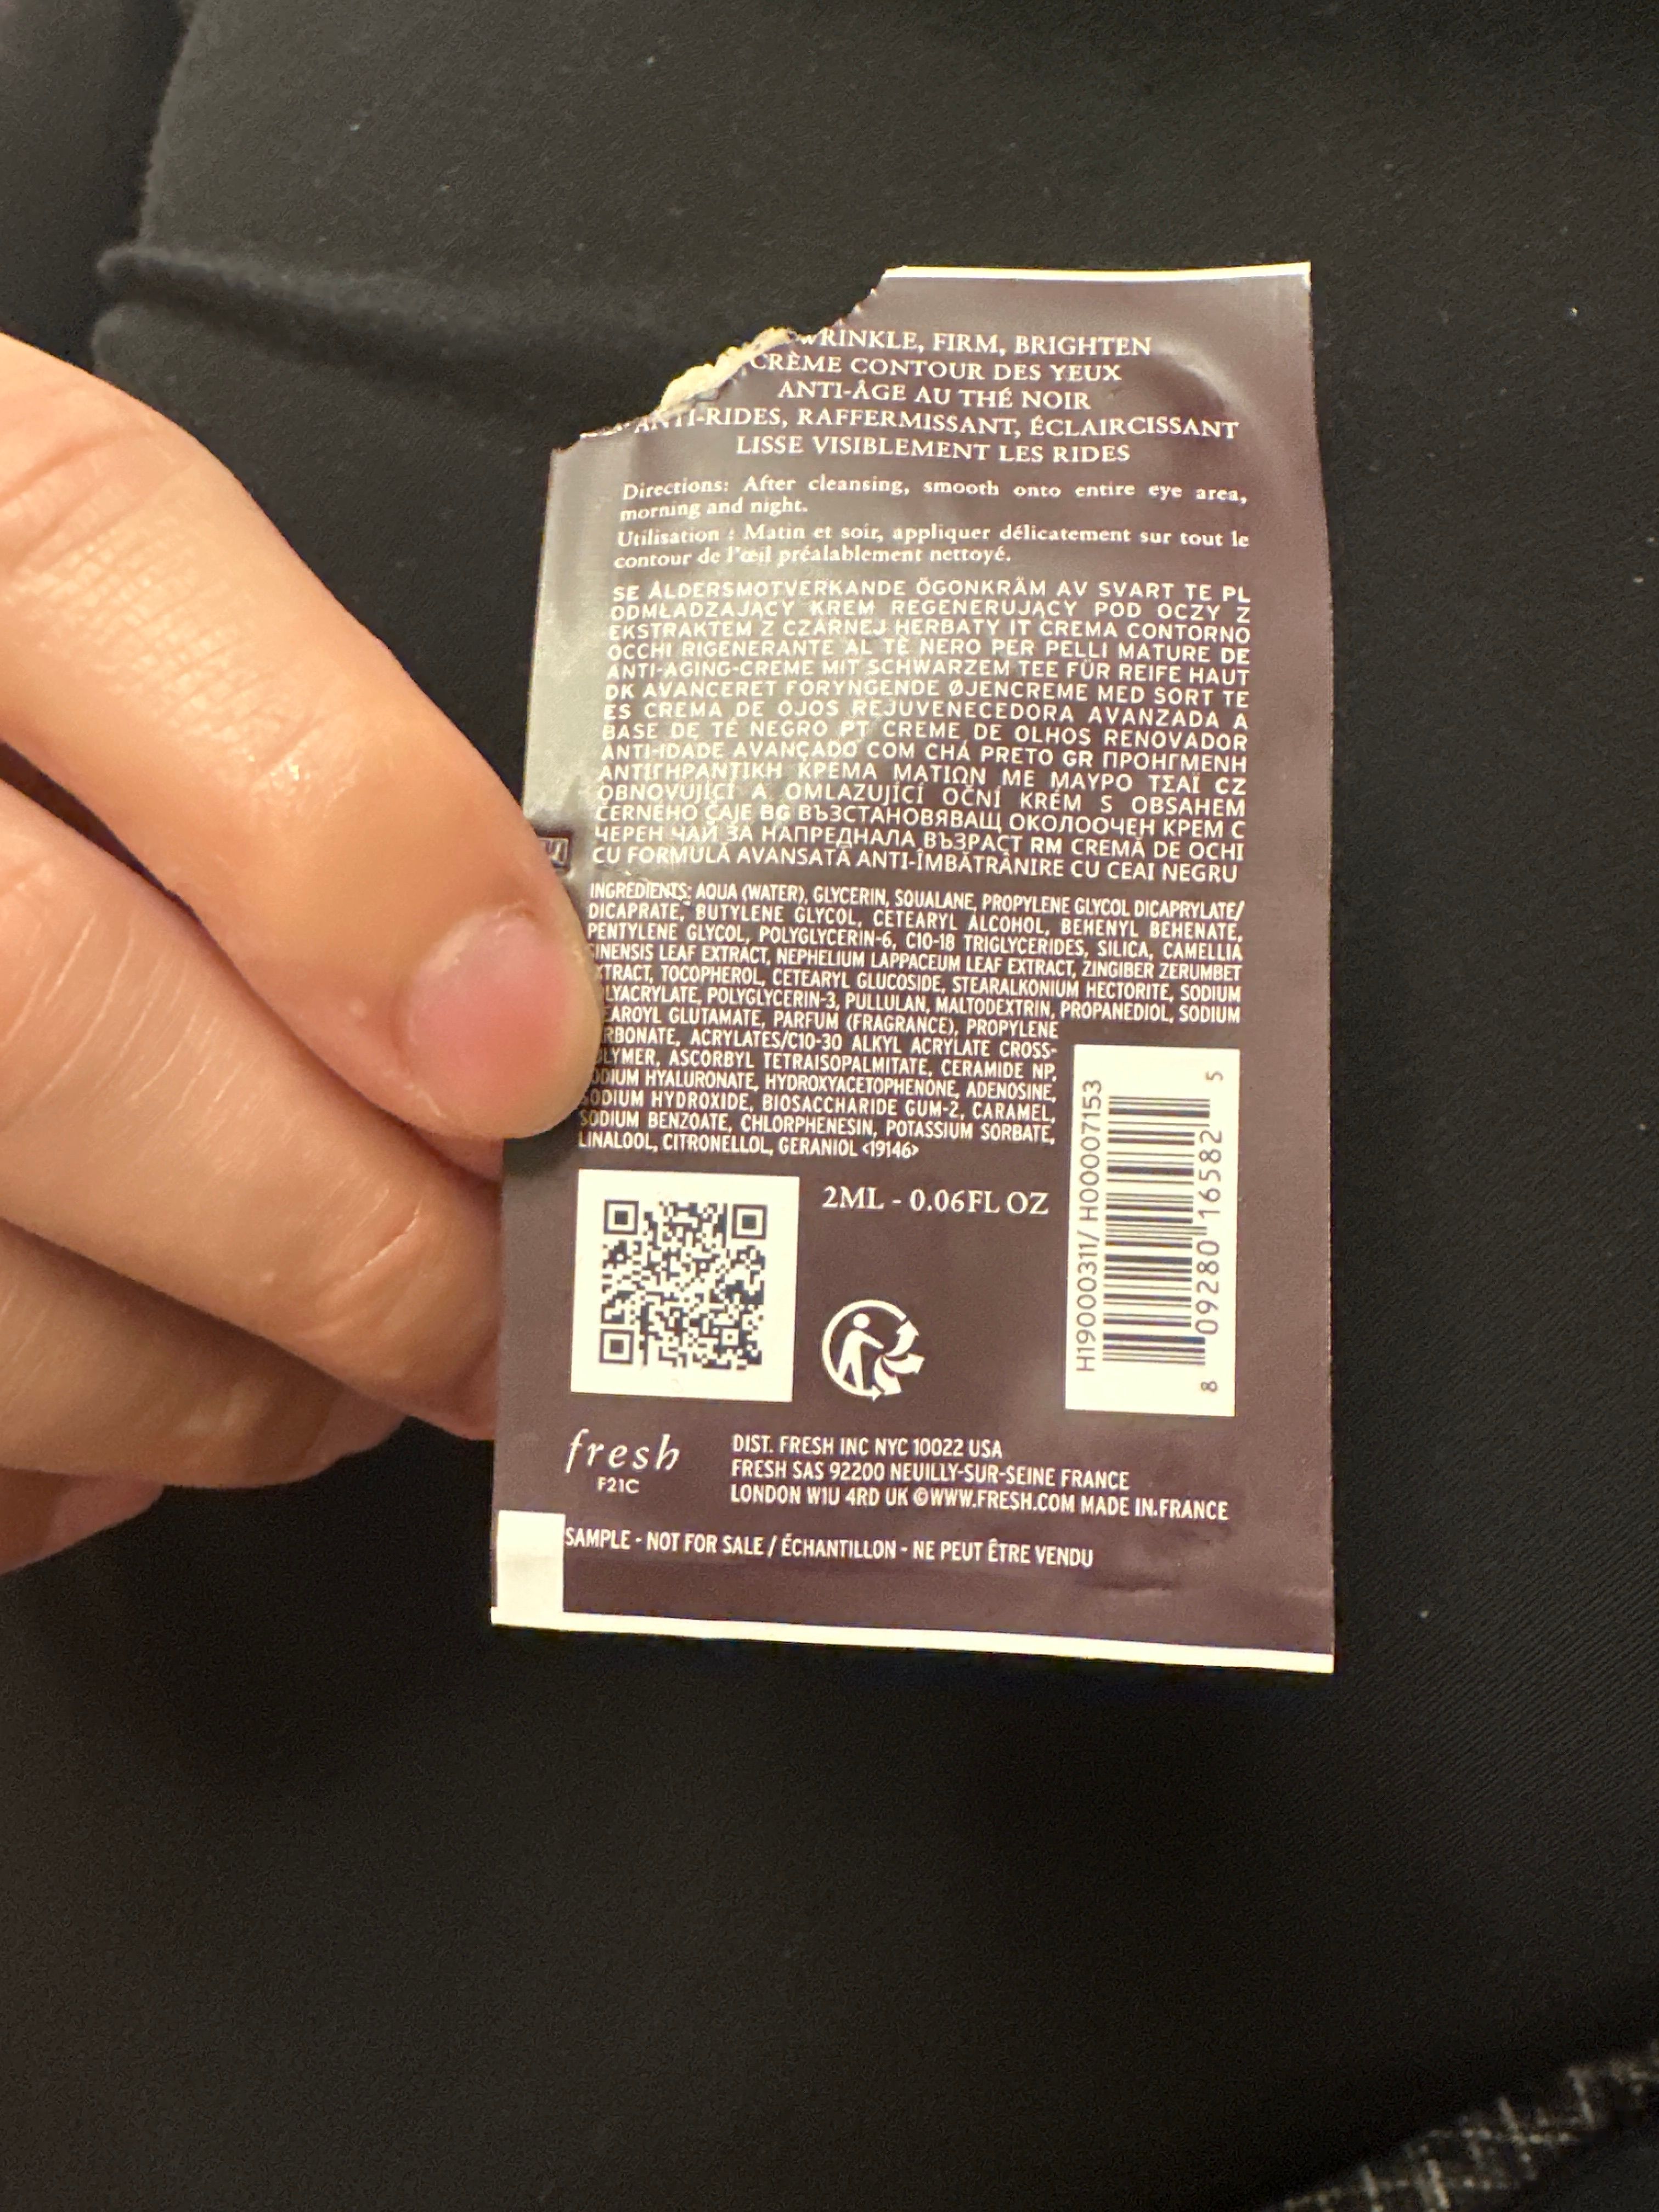 WRINKLE, FIRM, BRIGHTEN
CRÈME CONTOUR DES YEUX
ANTI-ÂGE AU THÉ NOIR
ANTI-RIDES, RAFFERMISSANT, ÉCLAIRCISSANT
LISSE VISIBLEMENT LES RIDES
Directions: After cleansing, smooth onto entire eye area,
morning and night.
Utilisation : Matin et soir, appliquer délicatement sur tout le
contour de l'œil préalablement nettoyé.
SE ÅLDERSMOTVERKANDE ÖGONKRÄM AV SVART TE PL
ODMŁADZAJĄCY KREM REGENERUJĄCY POD OCZY Z
EKSTRAKTEM Z CZARNEJ HERBATY IT CREMA CONTORNO
OCCHI RIGENERANTE AL TÈ NERO PER PELLI MATURE DE
ANTI-AGING-CREME MIT SCHWARZEM TEE FÜR REIFE HAUT
DK AVANCERET FORYNGENDE ØJENCREME MED SORT TE
ES CREMA DE OJOS REJUVENECEDORA AVANZADA A
BASE DE TÉ NEGRO PT CREME DE OLHOS RENOVADOR
ANTI-IDADE AVANÇADO COM CHÁ PRETO GR ΠΡΟΗΓΜΕΝΗ
ΑΝΤΙΓΗΡΑΝΤΙΚΗ ΚΡΕΜΑ ΜΑΤΙΩΝ ΜΕ ΜΑΥΡΟ ΤΣΑΪ CZ
OBNOVUJÍCÍ A OMLAZUJÍCÍ OČNÍ KRÉM S OBSAHEM
ČERNÉHO ČAJE BG ВЪЗСТАНОВЯВАЩ ОКОЛООЧЕН КРЕМ С
ЧЕРЕН ЧАЙ ЗА НАПРЕДНАЛА ВЪЗРАСТ RM CREMĂ DE OCHI
CU FORMULĂ AVANSATĂ ANTI-ÎMBĂTRÂNIRE CU CEAI NEGRU
INGREDIENTS: AQUA (WATER), GLYCERIN, SQUALANE, PROPYLENE GLYCOL DICAPRYLATE/
DICAPRATE, BUTYLENE GLYCOL, CETEARYL ALCOHOL, BEHENYL BEHENATE,
PENTYLENE GLYCOL, POLYGLYCERIN-6, C10-18 TRIGLYCERIDES, SILICA, CAMELLIA
SINENSIS LEAF EXTRACT, NEPHELIUM LAPPACEUM LEAF EXTRACT, ZINGIBER ZERUMBET
XTRACT, TOCOPHEROL, CETEARYL GLUCOSIDE, STEARALKONIUM HECTORITE, SODIUM
LYACRYLATE, POLYGLYCERIN-3, PULLULAN, MALTODEXTRIN, PROPANEDIOL, SODIUM
EAROYL GLUTAMATE, PARFUM (FRAGRANCE), PROPYLENE
RBONATE, ACRYLATES/C10-30 ALKYL ACRYLATE CROSS-
LYMER, ASCORBYL TETRAISOPALMITATE, CERAMIDE NP,
ODIUM HYALURONATE, HYDROXYACETOPHENONE, ADENOSINE,
SODIUM HYDROXIDE, BIOSACCHARIDE GUM-2, CARAMEL,
SODIUM BENZOATE, CHLORPHENESIN, POTASSIUM SORBATE,
LINALOOL, CITRONELLOL, GERANIOL <19146>
2ML - 0.06FL OZ
H19000311/ H00007153
8 09280 16582 5
fresh
F21C
DIST. FRESH INC NYC 10022 USA
FRESH SAS 92200 NEUILLY-SUR-SEINE FRANCE
LONDON W1U 4RD UK ©WWW.FRESH.COM MADE IN.FRANCE
SAMPLE - NOT FOR SALE / ÉCHANTILLON - NE PEUT ÊTRE VENDU